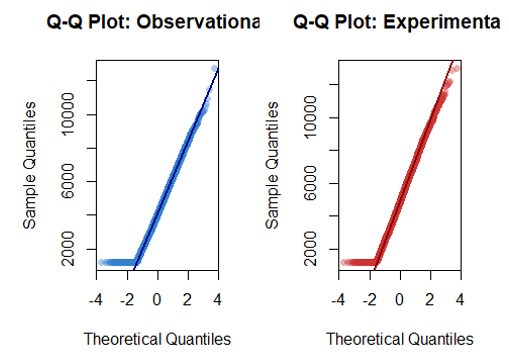 Q-Q Plot: Observationa
Q-Q Plot: Experimenta
Sample Quantiles
2000 6000 10000
-4 -2 0 2 4
Theoretical Quantiles
Sample Quantiles
2000 6000 10000
-4 -2 0 2 4
Theoretical Quantiles